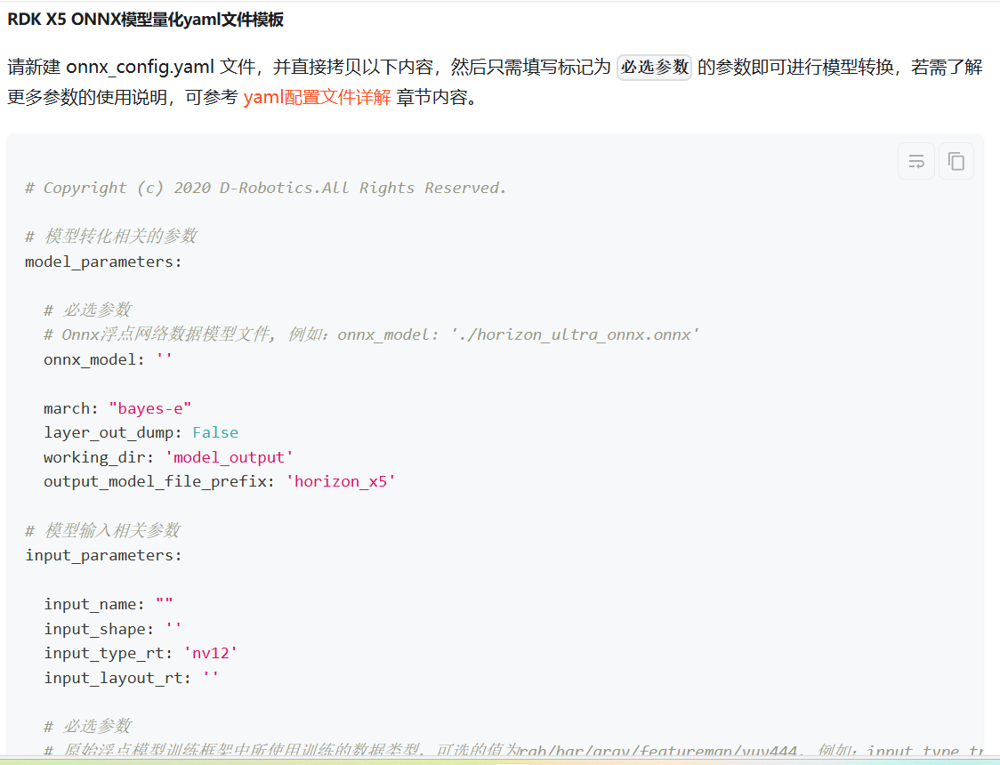 RDK X5 ONNX模型量化yaml文件模板
请新建 onnx_config.yaml 文件，并直接拷贝以下内容，然后只需填写标记为 必选参数 的参数即可进行模型转换，若需了解
更多参数的使用说明，可参考 yaml配置文件详解 章节内容。
# Copyright (c) 2020 D-Robotics.All Rights Reserved.
# 模型转化相关的参数
model_parameters:
# 必选参数
# Onnx浮点网络数据模型文件, 例如：onnx_model: './horizon_ultra_onnx.onnx'
onnx_model: ''
march: "bayes-e"
layer_out_dump: False
working_dir: 'model_output'
output_model_file_prefix: 'horizon_x5'
# 模型输入相关参数
input_parameters:
input_name: ""
input_shape: ''
input_type_rt: 'nv12'
input_layout_rt: ''
# 必选参数
# 原始浮点模型训练框架中所使用训练的数据类型，可选的值为rgb/bgr/gray/featuremap/yuv444, 例如：input_type_tr